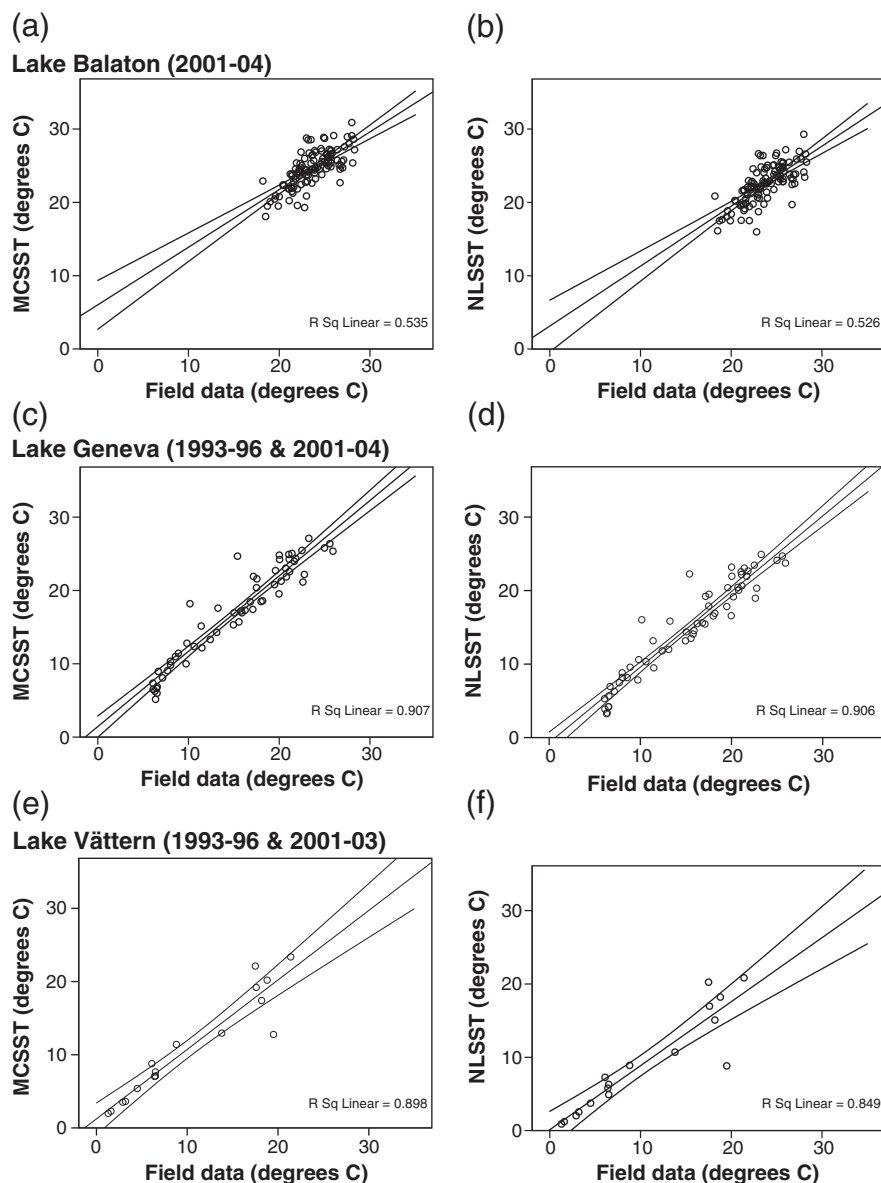 (a)
(b)
Lake Balaton (2001-04)
MCSST (degrees C)
30
20
10
0
0 10 20 30
R Sq Linear = 0.535
Field data (degrees C)
NLSST (degrees C)
30
20
10
0
0 10 20 30
R Sq Linear = 0.526
Field data (degrees C)
(c)
(d)
Lake Geneva (1993-96 & 2001-04)
MCSST (degrees C)
30
20
10
0
0 10 20 30
R Sq Linear = 0.907
Field data (degrees C)
NLSST (degrees C)
30
20
10
0
0 10 20 30
R Sq Linear = 0.906
Field data (degrees C)
(e)
(f)
Lake Vättern (1993-96 & 2001-03)
MCSST (degrees C)
30
20
10
0
0 10 20 30
R Sq Linear = 0.898
Field data (degrees C)
NLSST (degrees C)
30
20
10
0
0 10 20 30
R Sq Linear = 0.849
Field data (degrees C)